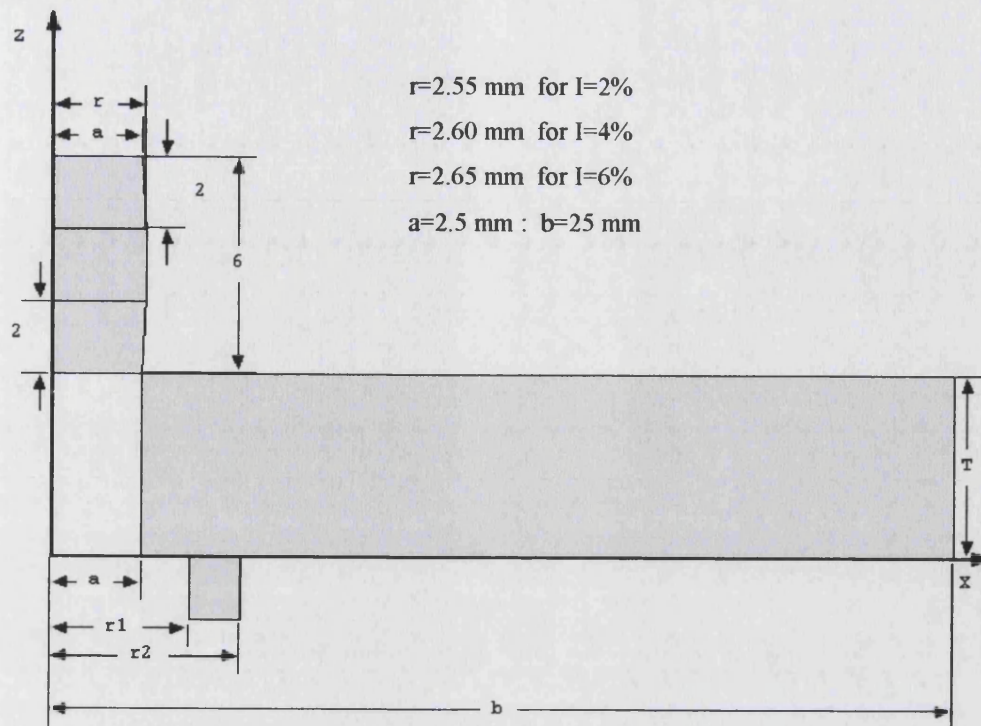 z
r
a
2
6
2
r=2.55 mm for I=2%
r=2.60 mm for I=4%
r=2.65 mm for I=6%
a=2.5 mm : b=25 mm
T
X
a
r1
r2
b